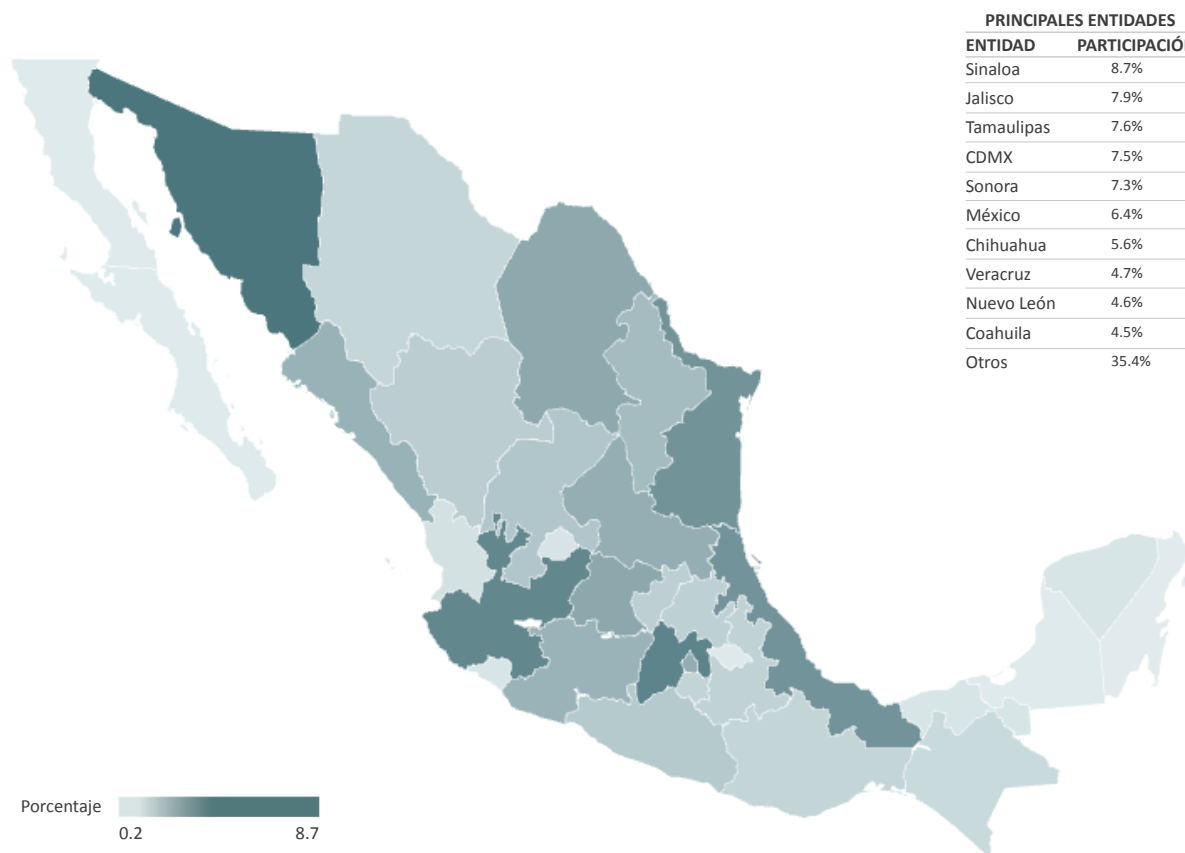 PRINCIPALES ENTIDADES
ENTIDAD PARTICIPACIÓN
Sinaloa 8.7%
Jalisco 7.9%
Tamaulipas 7.6%
CDMX 7.5%
Sonora 7.3%
México 6.4%
Chihuahua 5.6%
Veracruz 4.7%
Nuevo León 4.6%
Coahuila 4.5%
Otros 35.4%
Porcentaje
0.2 8.7